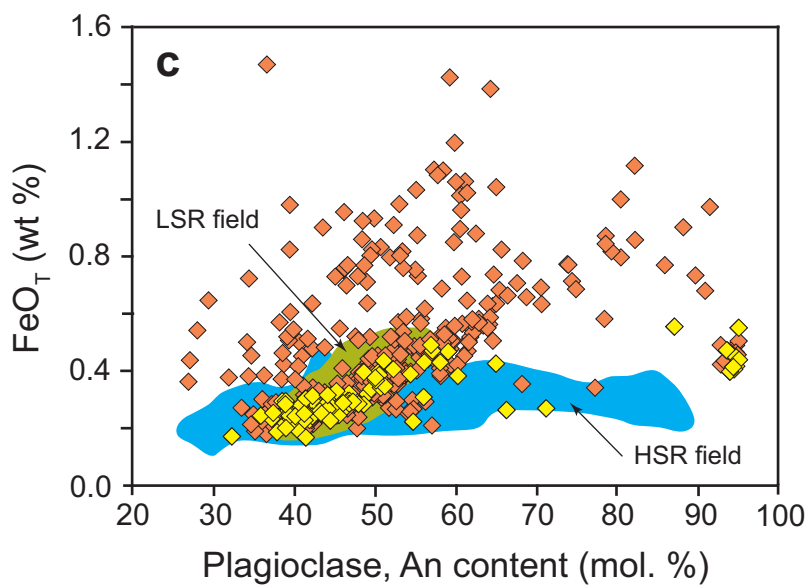 c
1.6
1.2
0.8
0.4
0.0
FeO_T (wt %)
LSR field
HSR field
20 30 40 50 60 70 80 90 100
Plagioclase, An content (mol. %)